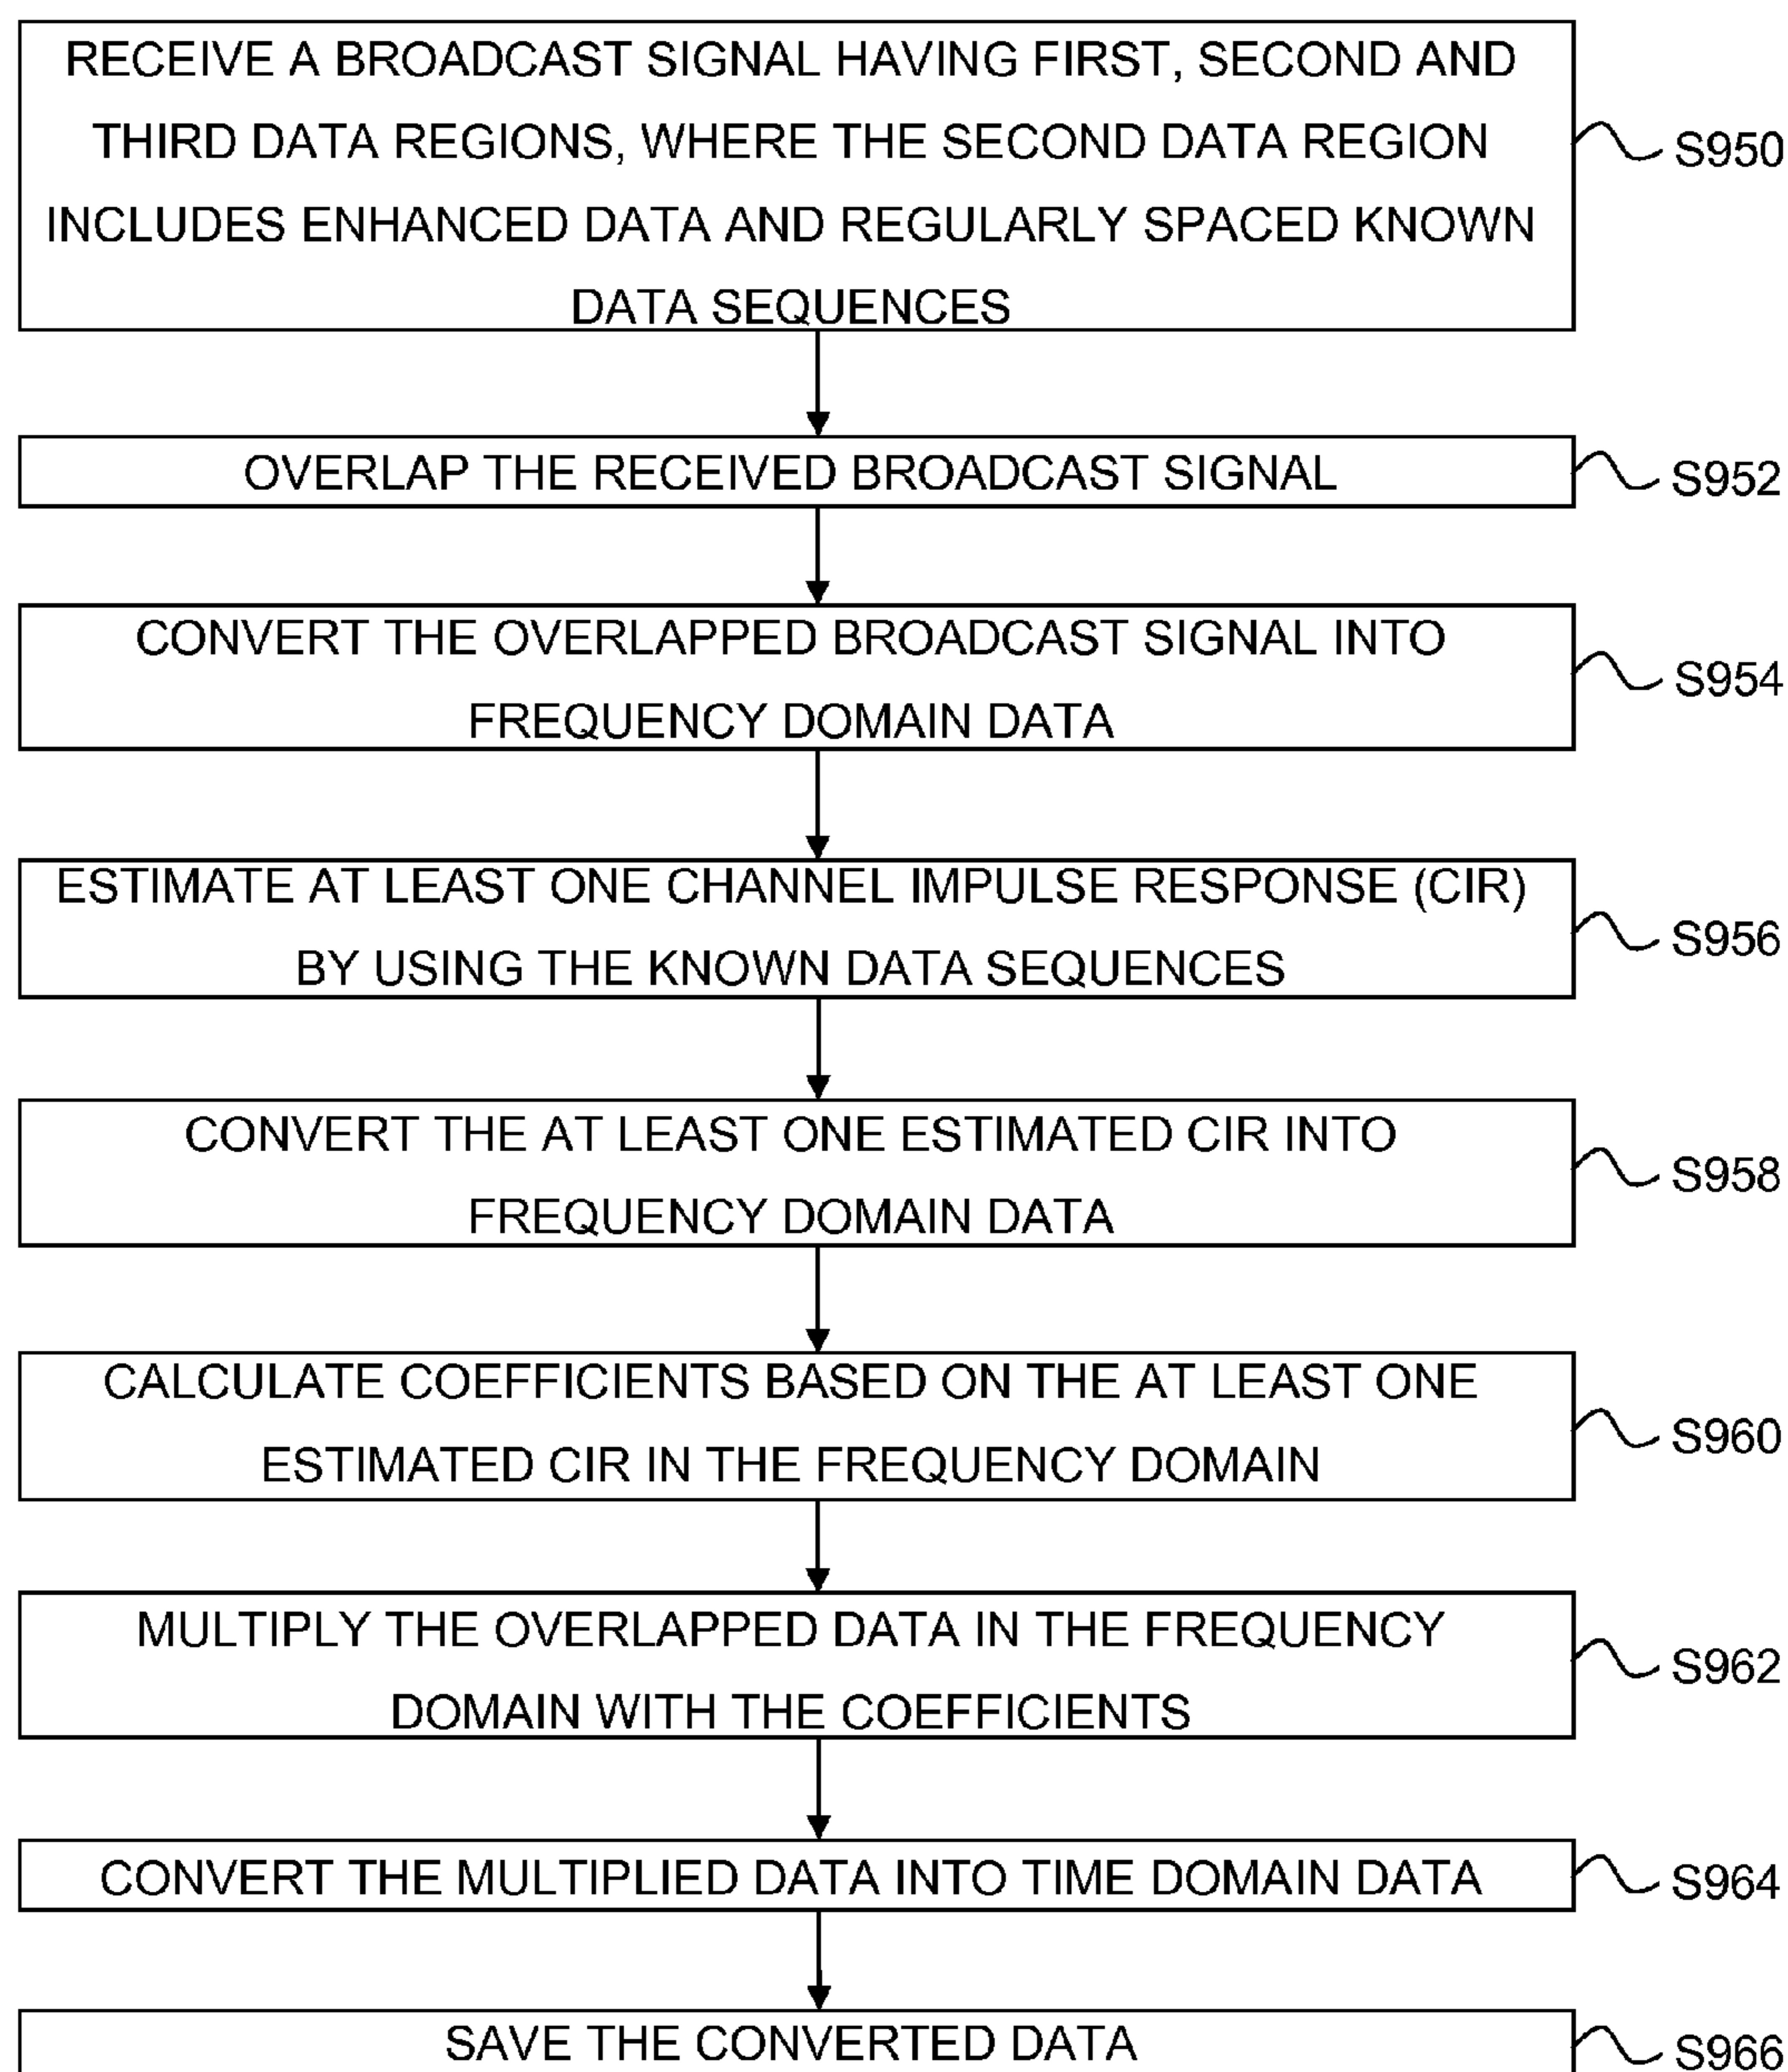 RECEIVE A BROADCAST SIGNAL HAVING FIRST, SECOND AND
THIRD DATA REGIONS, WHERE THE SECOND DATA REGION
INCLUDES ENHANCED DATA AND REGULARLY SPACED KNOWN
DATA SEQUENCES
S950
OVERLAP THE RECEIVED BROADCAST SIGNAL
S952
CONVERT THE OVERLAPPED BROADCAST SIGNAL INTO
FREQUENCY DOMAIN DATA
S954
ESTIMATE AT LEAST ONE CHANNEL IMPULSE RESPONSE (CIR)
BY USING THE KNOWN DATA SEQUENCES
S956
CONVERT THE AT LEAST ONE ESTIMATED CIR INTO
FREQUENCY DOMAIN DATA
S958
CALCULATE COEFFICIENTS BASED ON THE AT LEAST ONE
ESTIMATED CIR IN THE FREQUENCY DOMAIN
S960
MULTIPLY THE OVERLAPPED DATA IN THE FREQUENCY
DOMAIN WITH THE COEFFICIENTS
S962
CONVERT THE MULTIPLIED DATA INTO TIME DOMAIN DATA
S964
SAVE THE CONVERTED DATA
S966